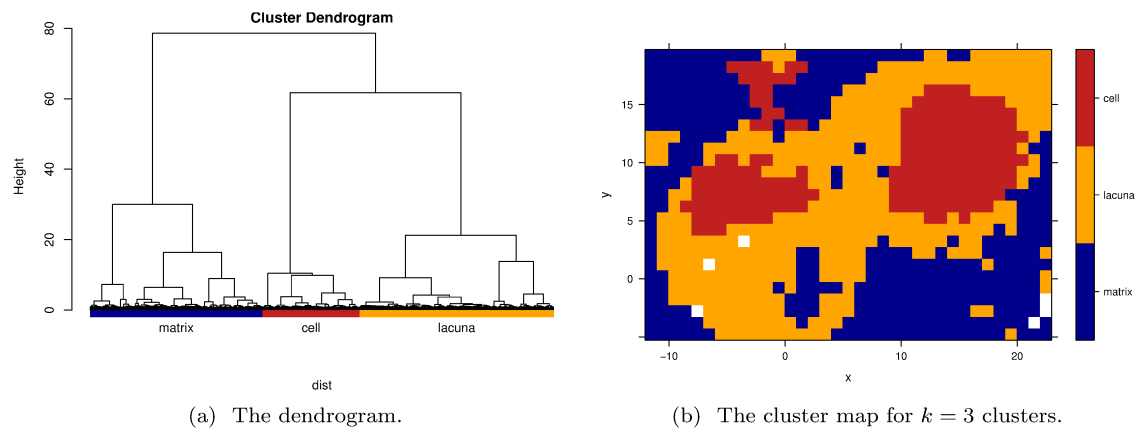 Cluster Dendrogram
80
60
40
20
0
Height
matrix
cell
lacuna
dist
(a) The dendrogram.
15
10
5
0
y
−10
0
10
20
x
cell
lacuna
matrix
(b) The cluster map for k = 3 clusters.